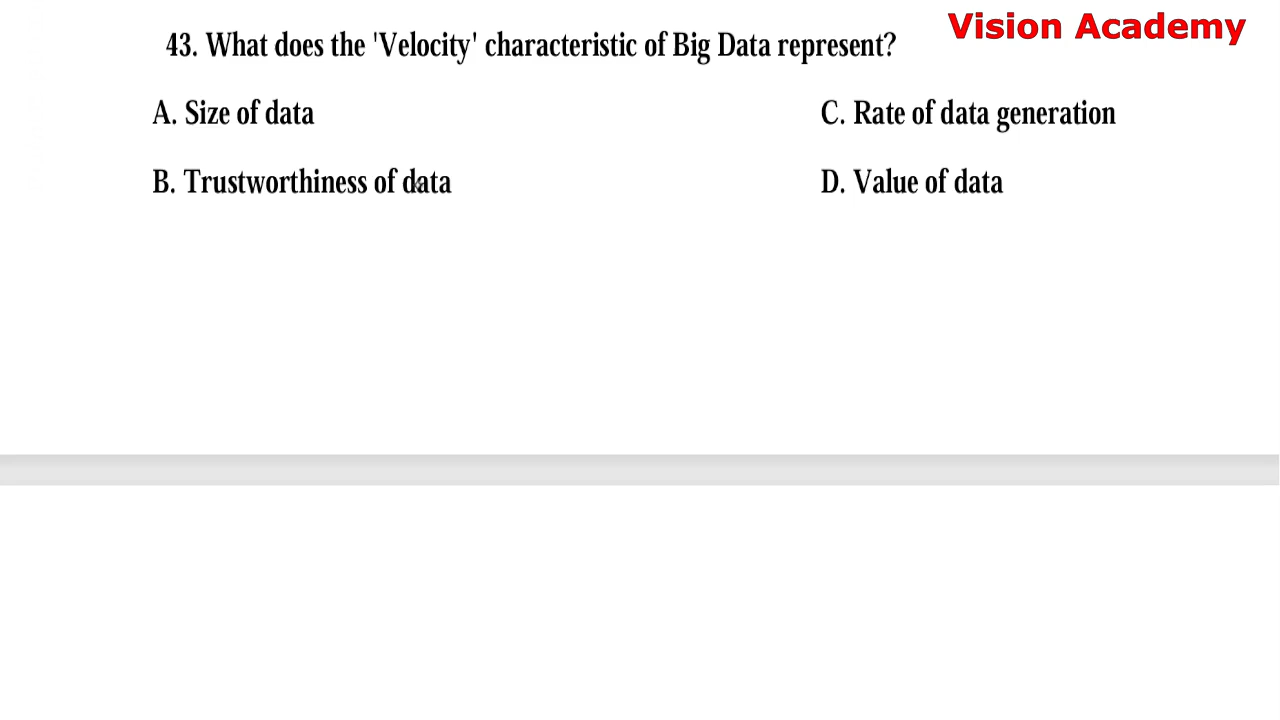 Vision Academy
43. What does the 'Velocity' characteristic of Big Data represent?
A. Size of data
C. Rate of data generation
B. Trustworthiness of data
D. Value of data